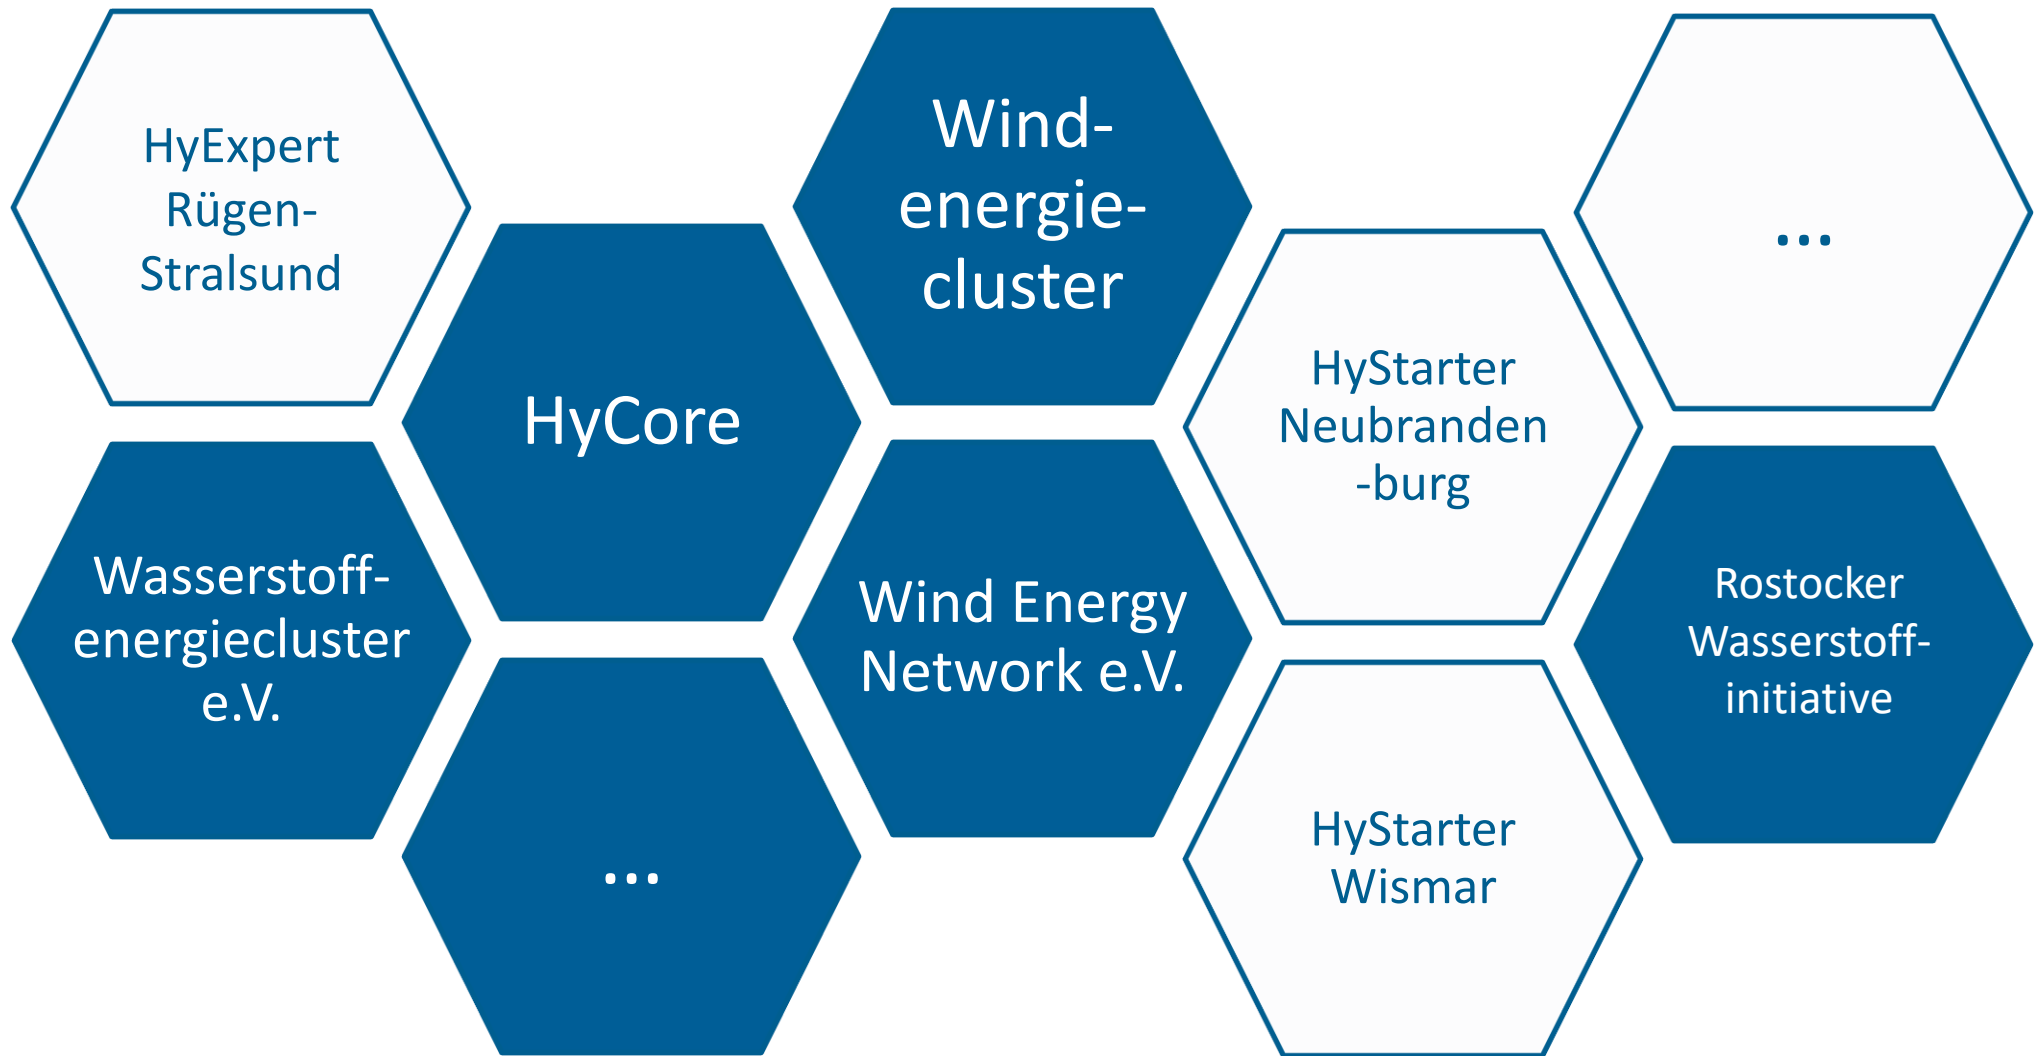 HyExpert
Rügen-
Stralsund
Wasserstoff-
energiecluster
e.V.
HyCore
...
Wind-
energie-
cluster
Wind Energy
Network e.V.
HyStarter
Neubranden
-burg
HyStarter
Wismar
...
Rostocker
Wasserstoff-
initiative